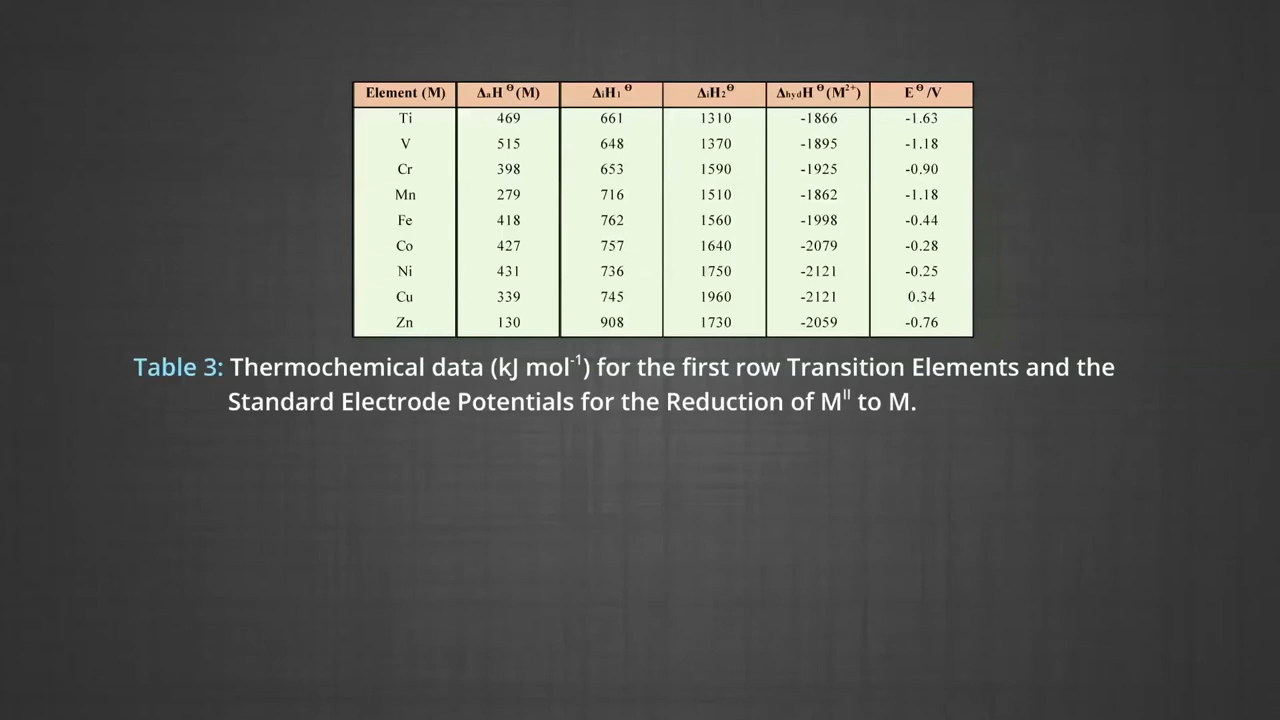 Element (M) ΔₐH ᶱ(M) ΔᵢH₁ ᶱ ΔᵢH₂ᶱ ΔhydH ᶱ(M²⁺) Eᶱ/V
Ti 469 661 1310 -1866 -1.63
V 515 648 1370 -1895 -1.18
Cr 398 653 1590 -1925 -0.90
Mn 279 716 1510 -1862 -1.18
Fe 418 762 1560 -1998 -0.44
Co 427 757 1640 -2079 -0.28
Ni 431 736 1750 -2121 -0.25
Cu 339 745 1960 -2121 0.34
Zn 130 908 1730 -2059 -0.76
Table 3: Thermochemical data (kJ mol⁻¹) for the first row Transition Elements and the
Standard Electrode Potentials for the Reduction of Mᴵᴵ to M.